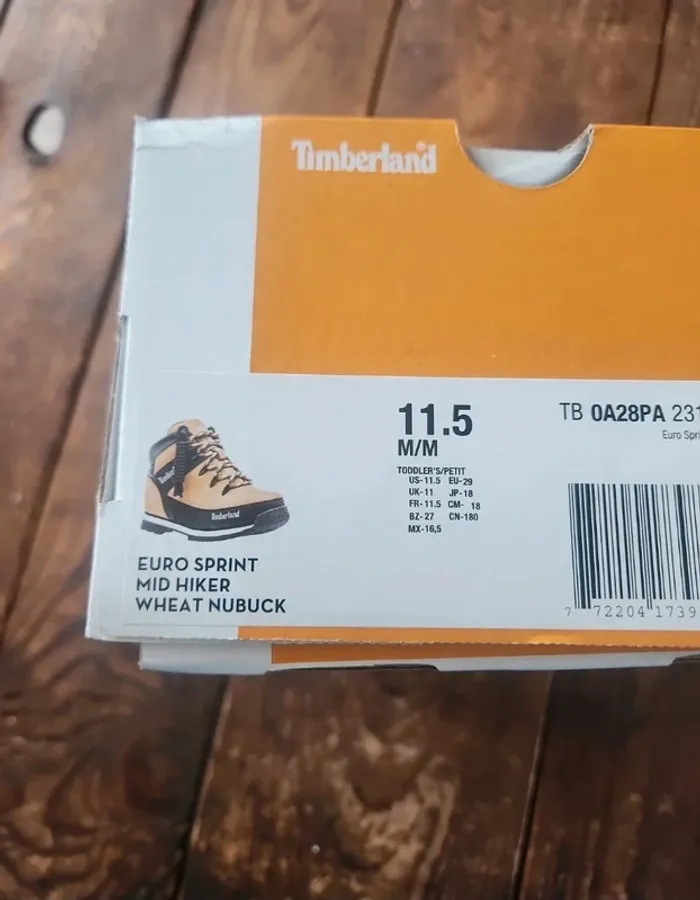 Timberland®
11.5
M/M
TB 0A28PA 231
Euro Spri
TODDLER'S/PETIT
US-11.5 EU-29
UK-11 JP-18
FR-11.5 CM- 18
BZ-27 CN-180
MX-16,5
Timberland
EURO SPRINT
MID HIKER
WHEAT NUBUCK
7 72204 1739